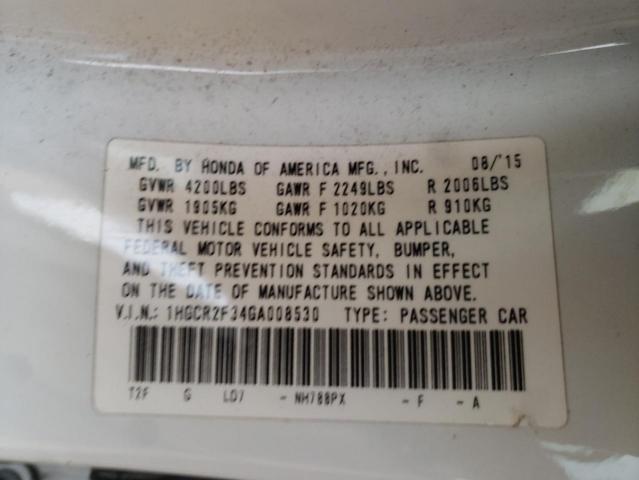 MFD. BY HONDA OF AMERICA MFG., INC. 08/'15
GVWR 4200LBS GAWR F 2249LBS R 2006LBS
GVWR 1905KG GAWR F 1020KG R 910KG
THIS VEHICLE CONFORMS TO ALL APPLICABLE
FEDERAL MOTOR VEHICLE SAFETY, BUMPER,
AND THEFT PREVENTION STANDARDS IN EFFECT
ON THE DATE OF MANUFACTURE SHOWN ABOVE.
V.I.N.: 1HGCR2F34GA008530 TYPE: PASSENGER CAR
T2F G LD7 - NH788PX - F - A